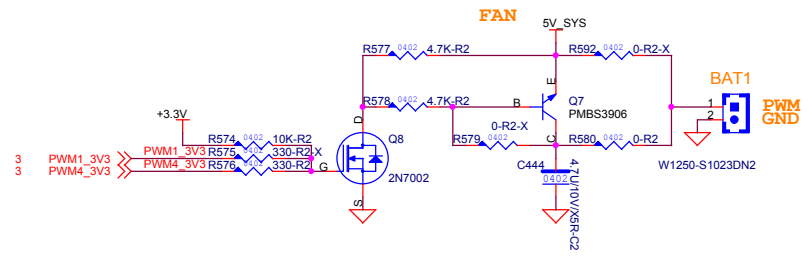 FAN
5V_SYS
R577 0402 4.7K-R2
R592 0402 0-R2-X
BAT1
E
R578 0402 4.7K-R2
B
Q7
PMBS3906
1
2
PWM
GND
+3.3V
D
0-R2-X
R579 0402
C
R580 0402 0-R2
R574 0402 10K-R2
Q8
3 PWM1_3V3 PWM1_3V3 R575 0402 330-R2-X
3 PWM4_3V3 PWM4_3V3 R576 0402 330-R2
G
2N7002
C444
0402
4.7U/10V/X5R-C2
W1250-S1023DN2
S